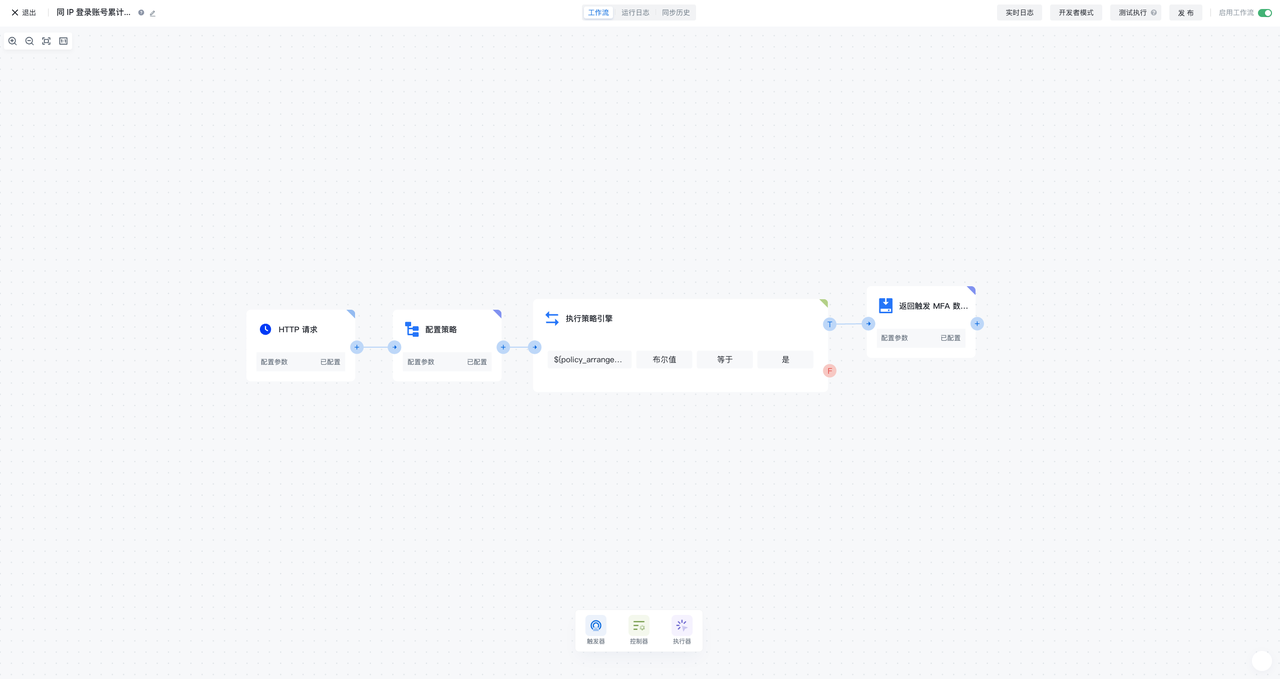 退出
同 IP 登录账号累计...
工作流
运行日志
同步历史
实时日志
开发者模式
测试执行
发 布
启用工作流
HTTP 请求
配置参数
已配置
配置策略
配置参数
已配置
执行策略引擎
${policy_arrange...
布尔值
等于
是
T
F
返回触发 MFA 数...
配置参数
已配置
触发器
控制器
执行器